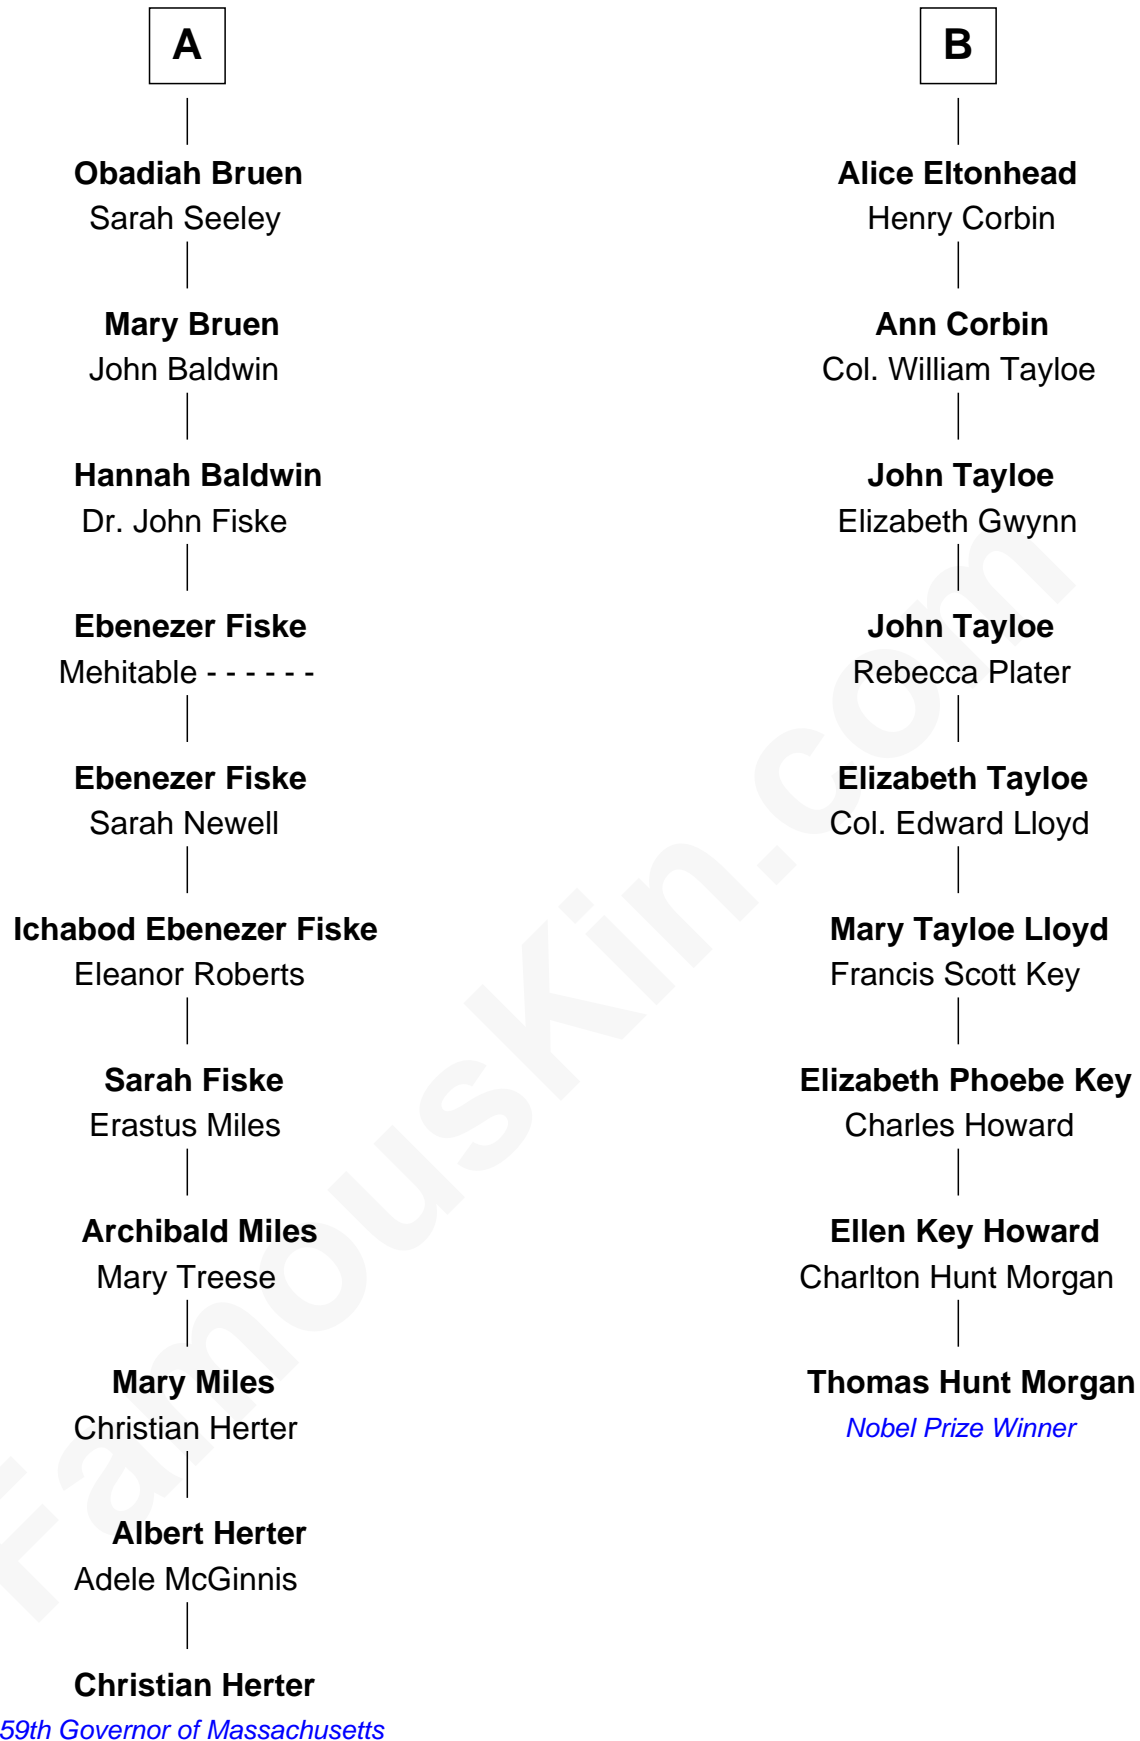 A
Obadiah Bruen
Sarah Seeley
Mary Bruen
John Baldwin
Hannah Baldwin
Dr. John Fiske
Ebenezer Fiske
Mehitable - - - - - -
Ebenezer Fiske
Sarah Newell
Ichabod Ebenezer Fiske
Eleanor Roberts
Sarah Fiske
Erastus Miles
Archibald Miles
Mary Treese
Mary Miles
Christian Herter
Albert Herter
Adele McGinnis
Christian Herter
59th Governor of Massachusetts
B
Alice Eltonhead
Henry Corbin
Ann Corbin
Col. William Tayloe
John Tayloe
Elizabeth Gwynn
John Tayloe
Rebecca Plater
Elizabeth Tayloe
Col. Edward Lloyd
Mary Tayloe Lloyd
Francis Scott Key
Elizabeth Phoebe Key
Charles Howard
Ellen Key Howard
Charlton Hunt Morgan
Thomas Hunt Morgan
Nobel Prize Winner
FamousKin.com